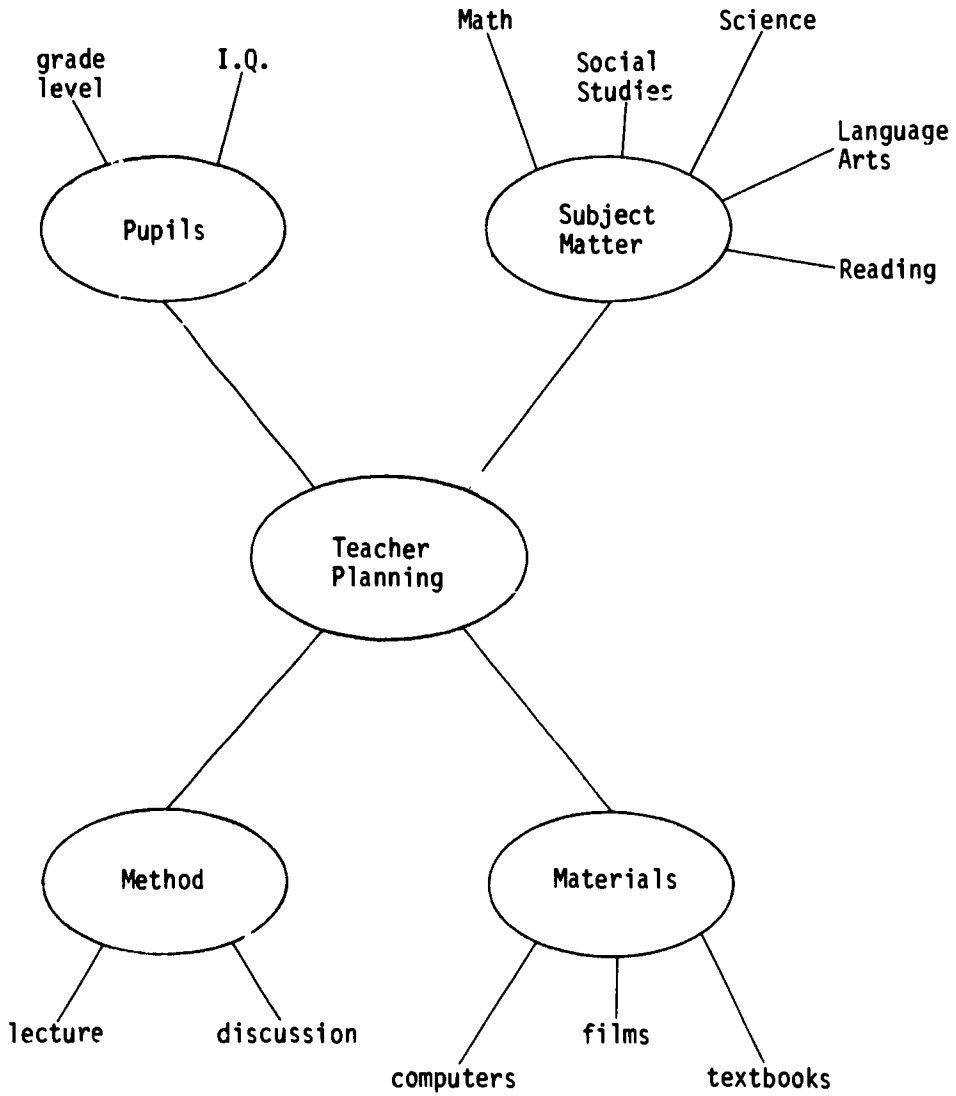 Math
Science
grade
level
I.Q.
Social
Studies
Language
Arts
Pupils
Subject
Matter
Reading
Teacher
Planning
Method
Materials
lecture
discussion
films
computers
textbooks